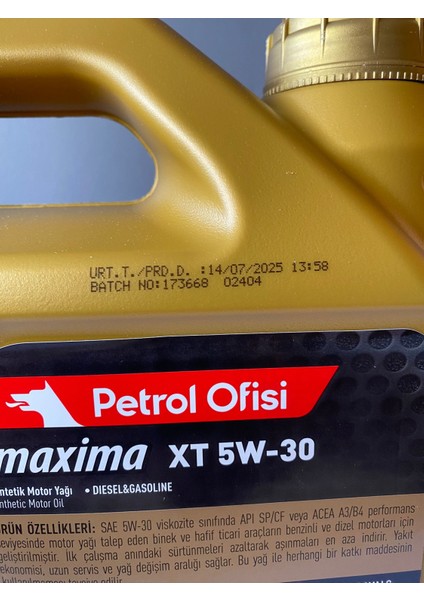 URT.T./PRD.D. :14/07/2025 13:58
BATCH NO:173668 02404
Petrol Ofisi
maxima XT 5W-30
ntetik Motor Yağı • DIESEL&GASOLINE
nthetic Motor Oil
ÜRÜN ÖZELLİKLERİ: SAE 5W-30 viskozite sınıfında API SP/CF veya ACEA A3/B4 performans
seviyesinde motor yağı talep eden binek ve hafif ticari araçların benzinli ve dizel motorları için
geliştirilmiştir. İlk çalışma anındaki sürtünmeleri azaltarak aşınmaları en aza indirir. Yakıt
ekonomisi, uzun servis ve yağ değişim aralığı sağlar. Bu yağ ile herhangi bir katkı maddesinin
kullanılmaması tavsiye edilir.